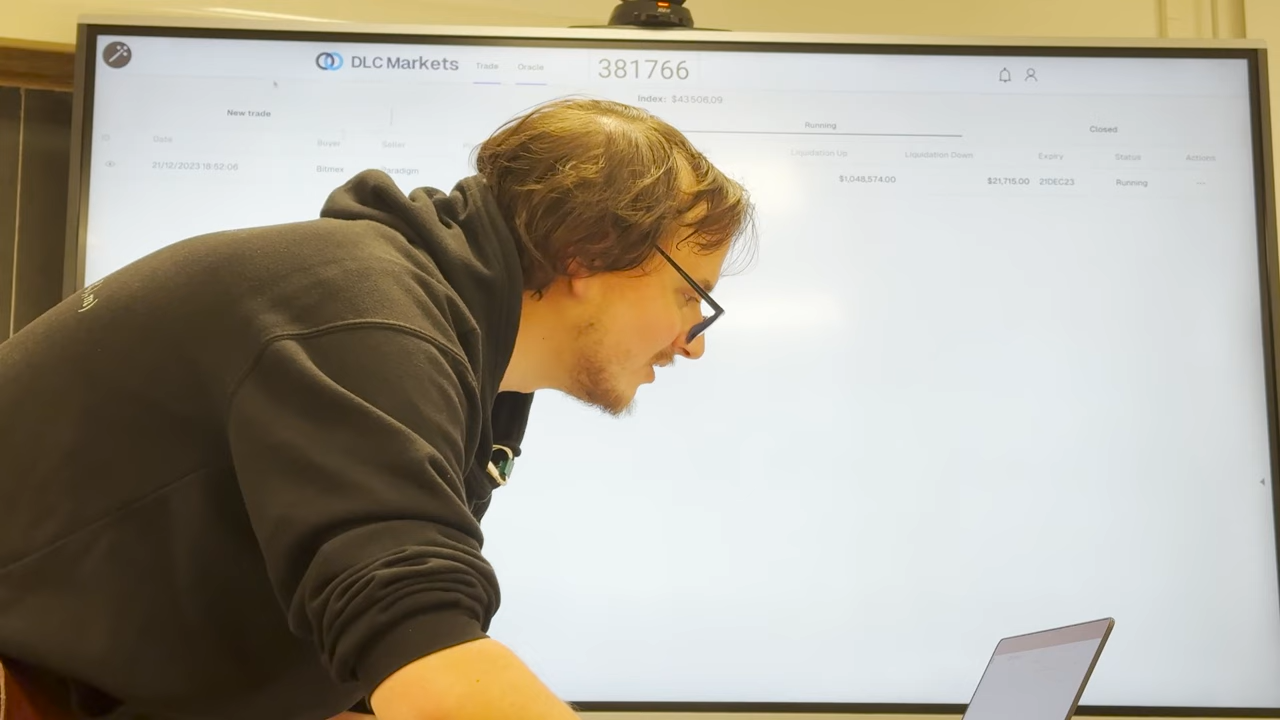 DLC Markets Trade Oracle 381766
Index: $43506,09
New trade Running Closed
ID Date Buyer Seller Liquidation Up Liquidation Down Expiry Status Actions
21/12/2023 18:52:06 Bitmex Paradigm $1,048,574.00 $21,715.00 21DEC23 Running ...